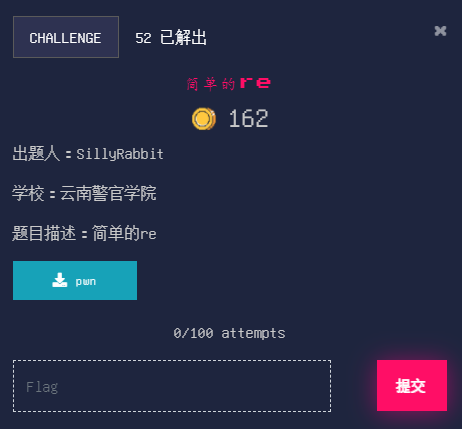 CHALLENGE 52 已解出
×
简单的re
162
出题人：SillyRabbit
学校：云南警官学院
题目描述：简单的re
pwn
0/100 attempts
Flag
提交